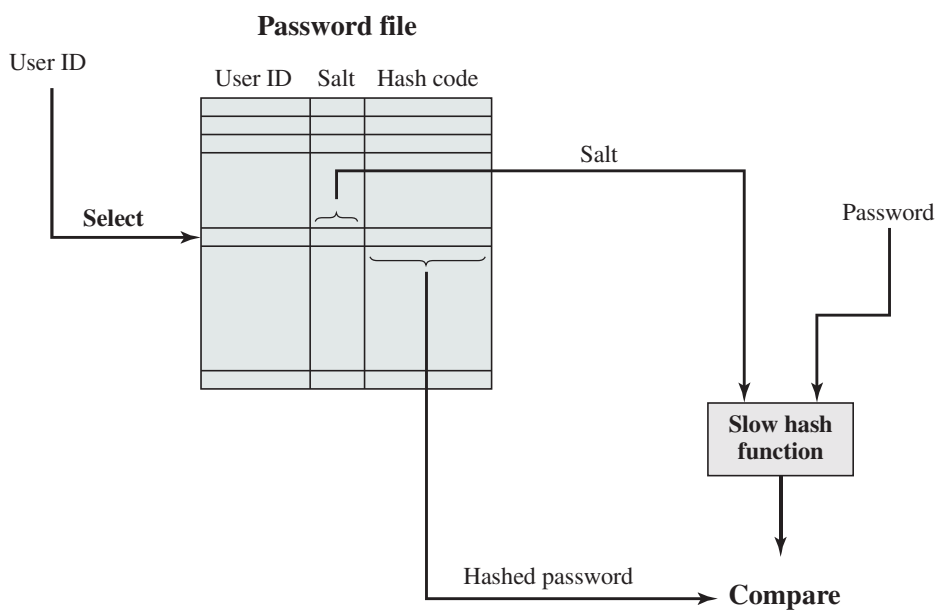 Password file
User ID
User ID Salt Hash code
Salt
Select
Password
Slow hash
function
Hashed password
Compare